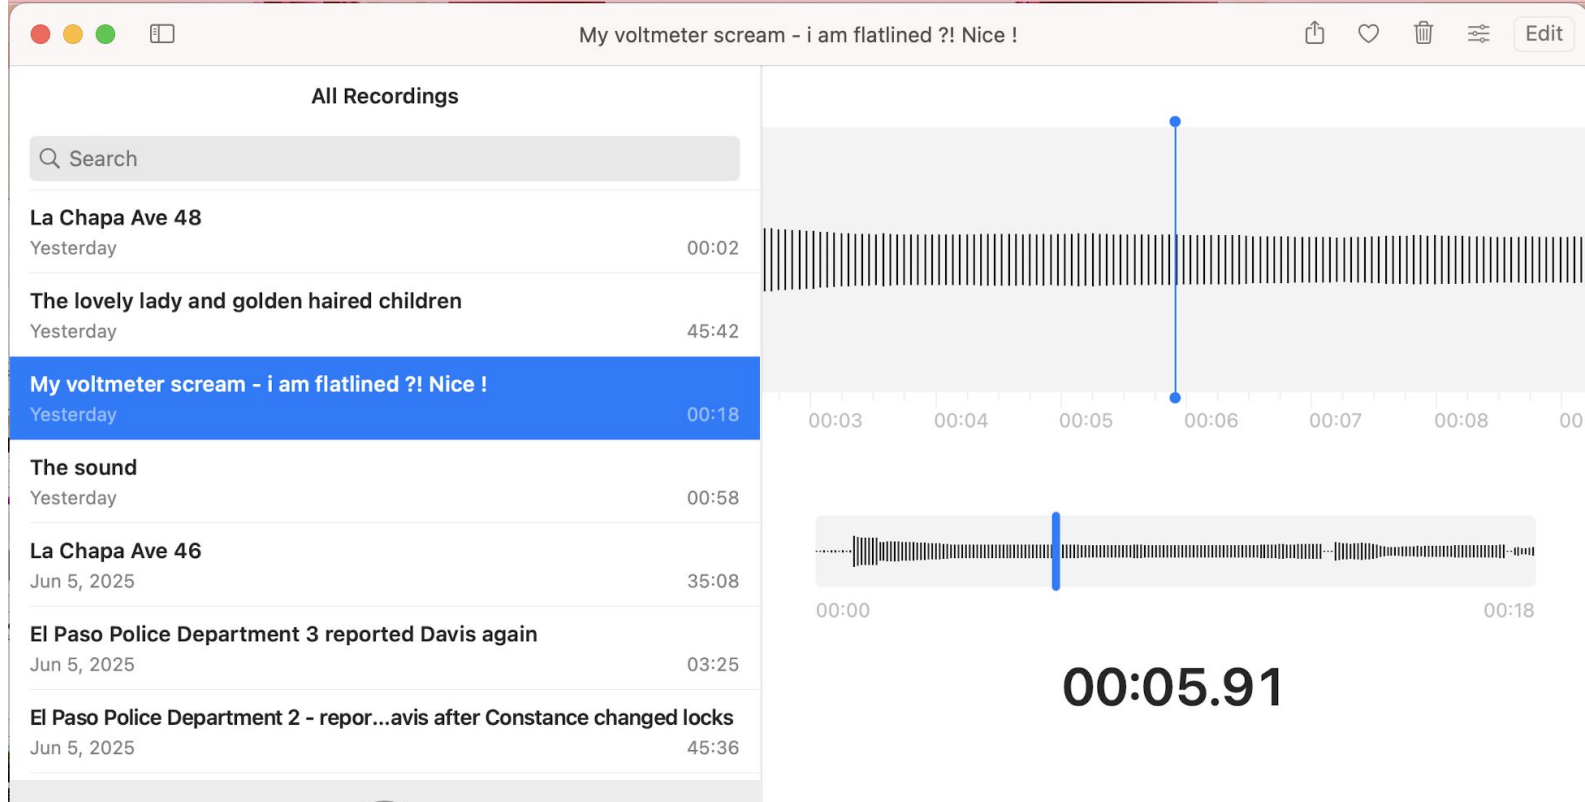 My voltmeter scream - i am flatlined ?! Nice !
Edit
All Recordings
Search
La Chapa Ave 48
Yesterday 00:02
The lovely lady and golden haired children
Yesterday 45:42
My voltmeter scream - i am flatlined ?! Nice !
Yesterday 00:18
The sound
Yesterday 00:58
La Chapa Ave 46
Jun 5, 2025 35:08
El Paso Police Department 3 reported Davis again
Jun 5, 2025 03:25
El Paso Police Department 2 - repor...avis after Constance changed locks
Jun 5, 2025 45:36
00:03 00:04 00:05 00:06 00:07 00:08 00
00:00 00:18
00:05.91